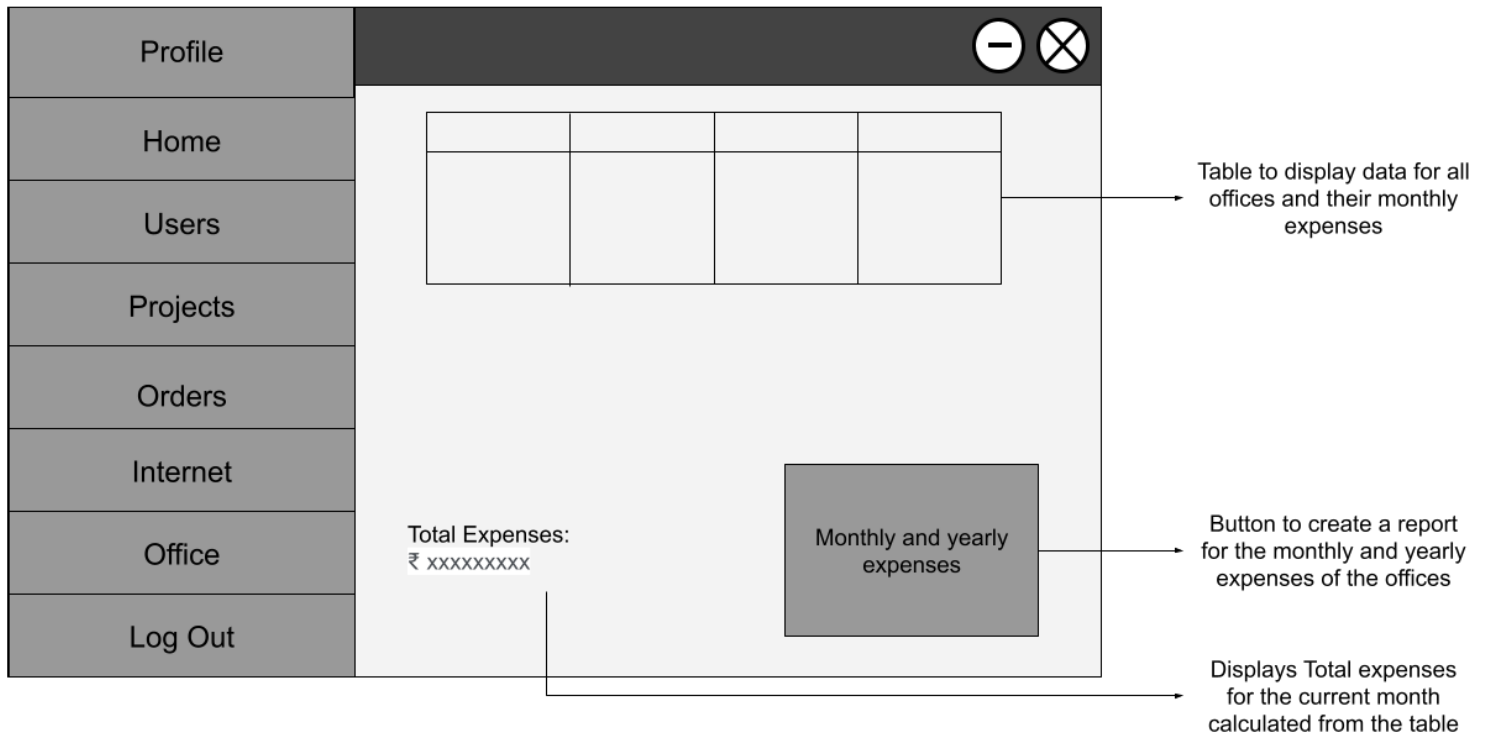 Profile
Home
Users
Projects
Orders
Internet
Office
Log Out
Table to display data for all
offices and their monthly
expenses
Total Expenses:
₹ xxxxxxxxx
Monthly and yearly
expenses
Button to create a report
for the monthly and yearly
expenses of the offices
Displays Total expenses
for the current month
calculated from the table